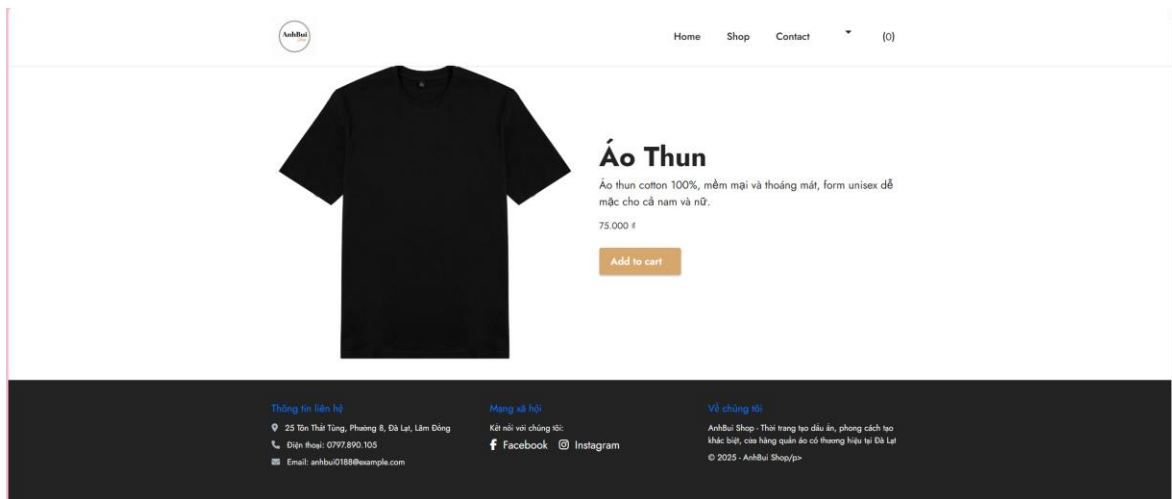 AnhBui
Home Shop Contact (0)
Áo Thun
Áo thun cotton 100%, mềm mại và thoáng mát, form unisex dễ
mặc cho cả nam và nữ.
75.000 ₫
Add to cart
Thông tin liên hệ
25 Tôn Thất Tùng, Phường 8, Đà Lạt, Lâm Đồng
Điện thoại: 0797.890.105
Email: anhbui0188@example.com
Mạng xã hội
Kết nối với chúng tôi:
Facebook Instagram
Về chúng tôi
AnhBui Shop - Thời trang tạo dấu ấn, phong cách tạo
khác biệt, cửa hàng quần áo có thương hiệu tại Đà Lạt
© 2025 - AnhBui Shop/p>